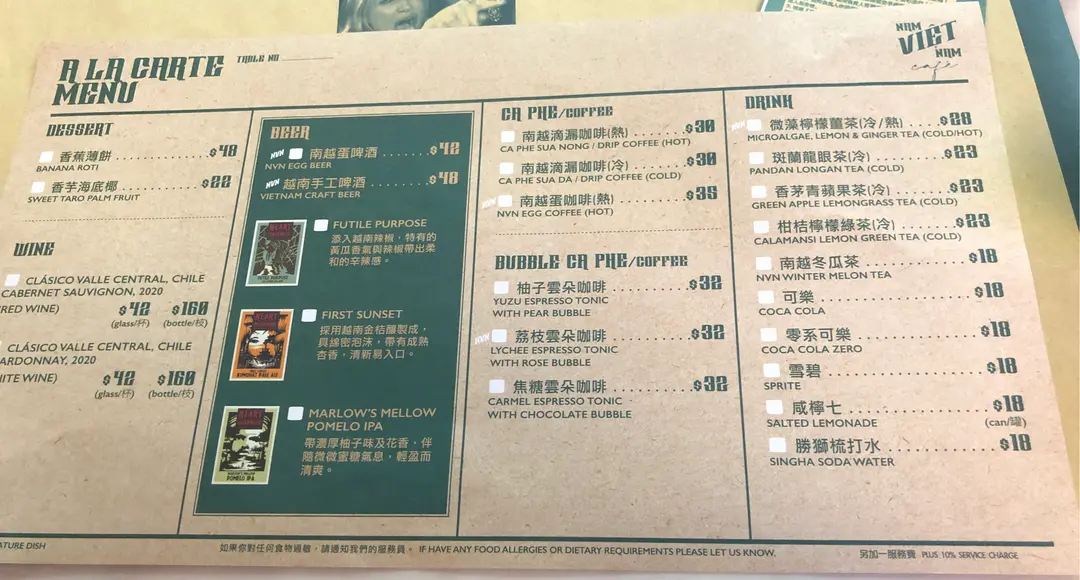 NAM
VIỆT
NAM
café
A LA CARTE
MENU
TABLE NO
DESSERT
香蕉薄餅 $48
BANANA ROTI
香芋海底椰 $22
SWEET TARO PALM FRUIT
WINE
CLÁSICO VALLE CENTRAL, CHILE
CABERNET SAUVIGNON, 2020
RED WINE) $42 $160
(glass/杯) (bottle/枝)
CLÁSICO VALLE CENTRAL, CHILE
ARDONNAY, 2020
ITE WINE) $42 $160
(glass/杯) (bottle/枝)
BEER
NVN 南越蛋啤酒 $42
NVN EGG BEER
NVN 越南手工啤酒 $48
VIETNAM CRAFT BEER
FUTILE PURPOSE
添入越南辣椒，特有的
黃瓜香氣與辣椒帶出柔
和的辛辣感。
FIRST SUNSET
採用越南金桔釀製成，
具綿密泡沫，帶有成熟
杏香，清新易入口。
MARLOW'S MELLOW
POMELO IPA
帶濃厚柚子味及花香，伴
隨微微蜜糖氣息，輕盈而
清爽。
POMELO IPA
CA PHE/COFFEE
南越滴漏咖啡(熱) $30
CA PHE SUA NONG / DRIP COFFEE (HOT)
南越滴漏咖啡(冷) $30
CA PHE SUA DA / DRIP COFFEE (COLD)
NVN 南越蛋咖啡(熱) $35
NVN EGG COFFEE (HOT)
BUBBLE CA PHE/COFFEE
柚子雲朵咖啡 $32
YUZU ESPRESSO TONIC
WITH PEAR BUBBLE
NVN 荔枝雲朵咖啡 $32
LYCHEE ESPRESSO TONIC
WITH ROSE BUBBLE
焦糖雲朵咖啡 $32
CARMEL ESPRESSO TONIC
WITH CHOCOLATE BUBBLE
DRINK
NVN 微藻檸檬薑茶(冷/熱) $28
MICROALGAE, LEMON & GINGER TEA (COLD/HOT)
斑蘭龍眼茶(冷) $23
PANDAN LONGAN TEA (COLD)
香茅青蘋果茶(冷) $23
GREEN APPLE LEMONGRASS TEA (COLD)
柑桔檸檬綠茶(冷) $23
CALAMANSI LEMON GREEN TEA (COLD)
南越冬瓜茶 $18
NVN WINTER MELON TEA
可樂 $18
COCA COLA
零系可樂 $18
COCA COLA ZERO
雪碧 $18
SPRITE
咸檸七 $18
SALTED LEMONADE (can/罐)
勝獅梳打水 $18
SINGHA SODA WATER
ATURE DISH
如果你對任何食物過敏，請通知我們的服務員。 IF HAVE ANY FOOD ALLERGIES OR DIETARY REQUIREMENTS PLEASE LET US KNOW.
另加一服務費 PLUS 10% SERVICE CHARGE